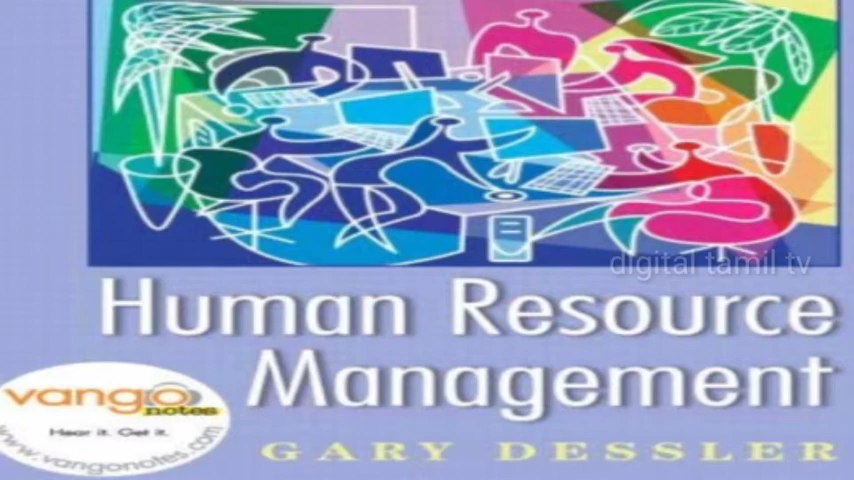 digital tamil tv
Human Resource
Management
vango
notes
Hear it. Get it.
www.vangonotes.com
GARY DESSLER